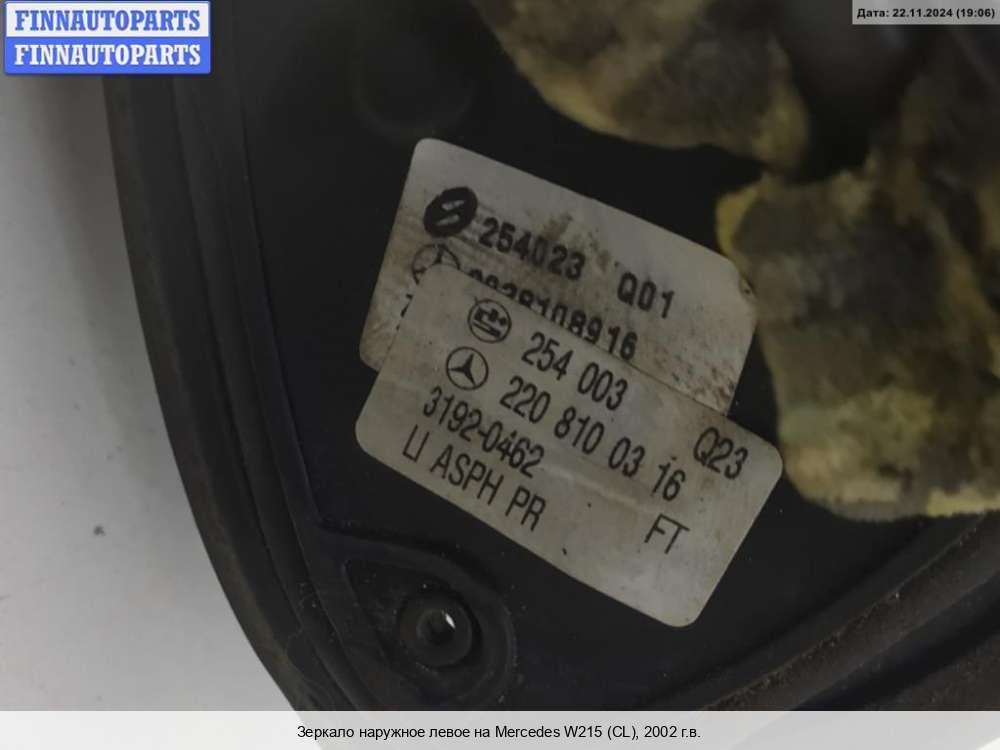 FINNAUTOPARTS
FINNAUTOPARTS
Дата: 22.11.2024 (19:06)
254023 Q01
254 003 Q23
220 810 03 16
3192-0462 FT
LI ASPH PR
Зеркало наружное левое на Mercedes W215 (CL), 2002 г.в.